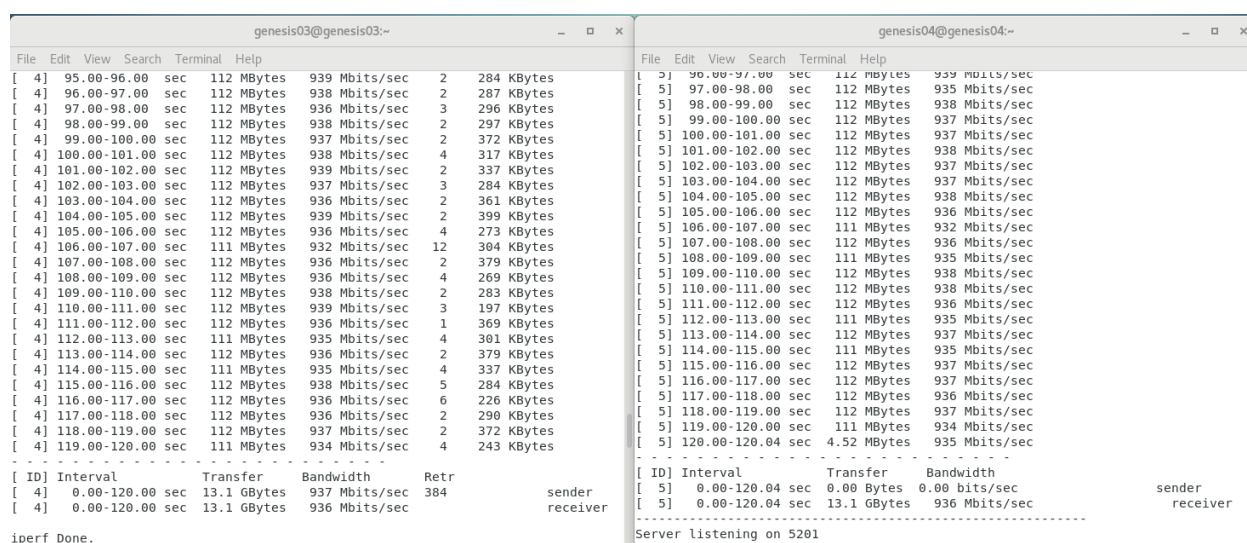 genesis03@genesis03:~
File Edit View Search Terminal Help
[ 4] 95.00-96.00 sec 112 MBytes 939 Mbits/sec 2 284 KBytes
[ 4] 96.00-97.00 sec 112 MBytes 938 Mbits/sec 2 287 KBytes
[ 4] 97.00-98.00 sec 112 MBytes 936 Mbits/sec 3 296 KBytes
[ 4] 98.00-99.00 sec 112 MBytes 938 Mbits/sec 2 297 KBytes
[ 4] 99.00-100.00 sec 112 MBytes 937 Mbits/sec 2 372 KBytes
[ 4] 100.00-101.00 sec 112 MBytes 938 Mbits/sec 4 317 KBytes
[ 4] 101.00-102.00 sec 112 MBytes 939 Mbits/sec 2 337 KBytes
[ 4] 102.00-103.00 sec 112 MBytes 937 Mbits/sec 3 284 KBytes
[ 4] 103.00-104.00 sec 112 MBytes 936 Mbits/sec 2 361 KBytes
[ 4] 104.00-105.00 sec 112 MBytes 939 Mbits/sec 2 399 KBytes
[ 4] 105.00-106.00 sec 112 MBytes 936 Mbits/sec 4 273 KBytes
[ 4] 106.00-107.00 sec 111 MBytes 932 Mbits/sec 12 304 KBytes
[ 4] 107.00-108.00 sec 112 MBytes 936 Mbits/sec 2 379 KBytes
[ 4] 108.00-109.00 sec 112 MBytes 936 Mbits/sec 4 269 KBytes
[ 4] 109.00-110.00 sec 112 MBytes 938 Mbits/sec 2 283 KBytes
[ 4] 110.00-111.00 sec 112 MBytes 939 Mbits/sec 3 197 KBytes
[ 4] 111.00-112.00 sec 112 MBytes 936 Mbits/sec 1 369 KBytes
[ 4] 112.00-113.00 sec 111 MBytes 935 Mbits/sec 4 301 KBytes
[ 4] 113.00-114.00 sec 112 MBytes 936 Mbits/sec 2 379 KBytes
[ 4] 114.00-115.00 sec 111 MBytes 935 Mbits/sec 4 337 KBytes
[ 4] 115.00-116.00 sec 112 MBytes 938 Mbits/sec 5 284 KBytes
[ 4] 116.00-117.00 sec 112 MBytes 936 Mbits/sec 6 226 KBytes
[ 4] 117.00-118.00 sec 112 MBytes 936 Mbits/sec 2 290 KBytes
[ 4] 118.00-119.00 sec 112 MBytes 937 Mbits/sec 2 372 KBytes
[ 4] 119.00-120.00 sec 111 MBytes 934 Mbits/sec 4 243 KBytes
- - - - - - - - - - - - - - - - - - - - - - - - -
[ ID] Interval Transfer Bandwidth Retr
[ 4] 0.00-120.00 sec 13.1 GBytes 937 Mbits/sec 384 sender
[ 4] 0.00-120.00 sec 13.1 GBytes 936 Mbits/sec receiver
iperf Done.
genesis04@genesis04:~
File Edit View Search Terminal Help
[ 5] 96.00-97.00 sec 112 MBytes 939 Mbits/sec
[ 5] 97.00-98.00 sec 112 MBytes 935 Mbits/sec
[ 5] 98.00-99.00 sec 112 MBytes 938 Mbits/sec
[ 5] 99.00-100.00 sec 112 MBytes 937 Mbits/sec
[ 5] 100.00-101.00 sec 112 MBytes 937 Mbits/sec
[ 5] 101.00-102.00 sec 112 MBytes 938 Mbits/sec
[ 5] 102.00-103.00 sec 112 MBytes 937 Mbits/sec
[ 5] 103.00-104.00 sec 112 MBytes 937 Mbits/sec
[ 5] 104.00-105.00 sec 112 MBytes 938 Mbits/sec
[ 5] 105.00-106.00 sec 112 MBytes 936 Mbits/sec
[ 5] 106.00-107.00 sec 111 MBytes 932 Mbits/sec
[ 5] 107.00-108.00 sec 112 MBytes 936 Mbits/sec
[ 5] 108.00-109.00 sec 111 MBytes 935 Mbits/sec
[ 5] 109.00-110.00 sec 112 MBytes 938 Mbits/sec
[ 5] 110.00-111.00 sec 112 MBytes 938 Mbits/sec
[ 5] 111.00-112.00 sec 112 MBytes 936 Mbits/sec
[ 5] 112.00-113.00 sec 111 MBytes 935 Mbits/sec
[ 5] 113.00-114.00 sec 112 MBytes 937 Mbits/sec
[ 5] 114.00-115.00 sec 111 MBytes 935 Mbits/sec
[ 5] 115.00-116.00 sec 112 MBytes 937 Mbits/sec
[ 5] 116.00-117.00 sec 112 MBytes 937 Mbits/sec
[ 5] 117.00-118.00 sec 112 MBytes 936 Mbits/sec
[ 5] 118.00-119.00 sec 112 MBytes 937 Mbits/sec
[ 5] 119.00-120.00 sec 111 MBytes 934 Mbits/sec
[ 5] 120.00-120.04 sec 4.52 MBytes 935 Mbits/sec
- - - - - - - - - - - - - - - - - - - - - - - - -
[ ID] Interval Transfer Bandwidth
[ 5] 0.00-120.04 sec 0.00 Bytes 0.00 bits/sec sender
[ 5] 0.00-120.04 sec 13.1 GBytes 936 Mbits/sec receiver
-----------------------------------------------------------
Server listening on 5201